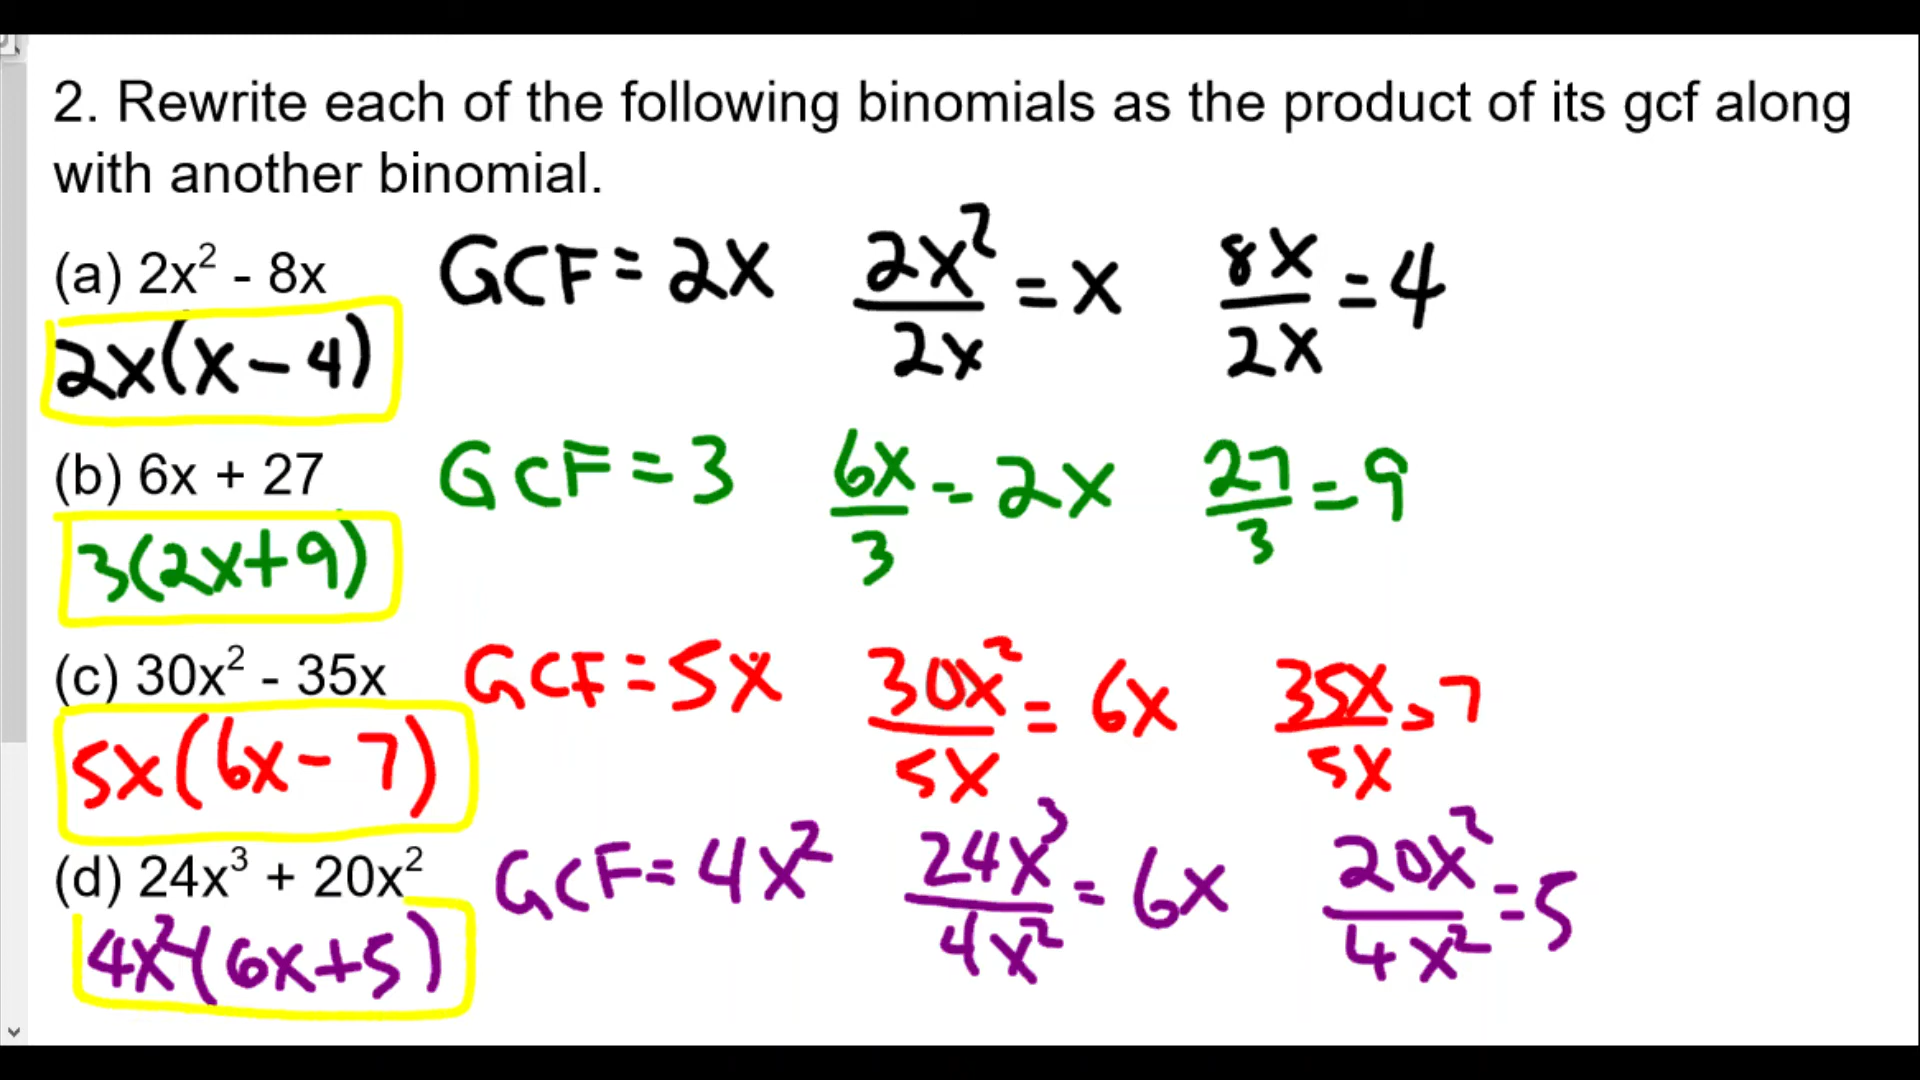 2. Rewrite each of the following binomials as the product of its gcf along
with another binomial.
(a) 2x² - 8x GCF = 2x 2x²/2x = x 8x/2x = 4
2x(x - 4)
(b) 6x + 27 GCF = 3 6x/3 = 2x 27/3 = 9
3(2x+9)
(c) 30x² - 35x GCF = 5x 30x²/5x = 6x 35x/5x = 7
5x(6x - 7)
(d) 24x³ + 20x² GCF = 4x² 24x³/4x² = 6x 20x²/4x² = 5
4x²(6x+5)